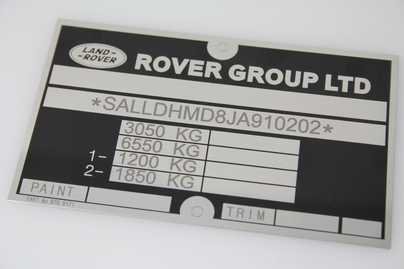 LAND-
ROVER
ROVER GROUP LTD
*SALLDHMD8JA910202*
3050 KG
6550 KG
1- 1200 KG
2- 1850 KG
PAINT
TRIM